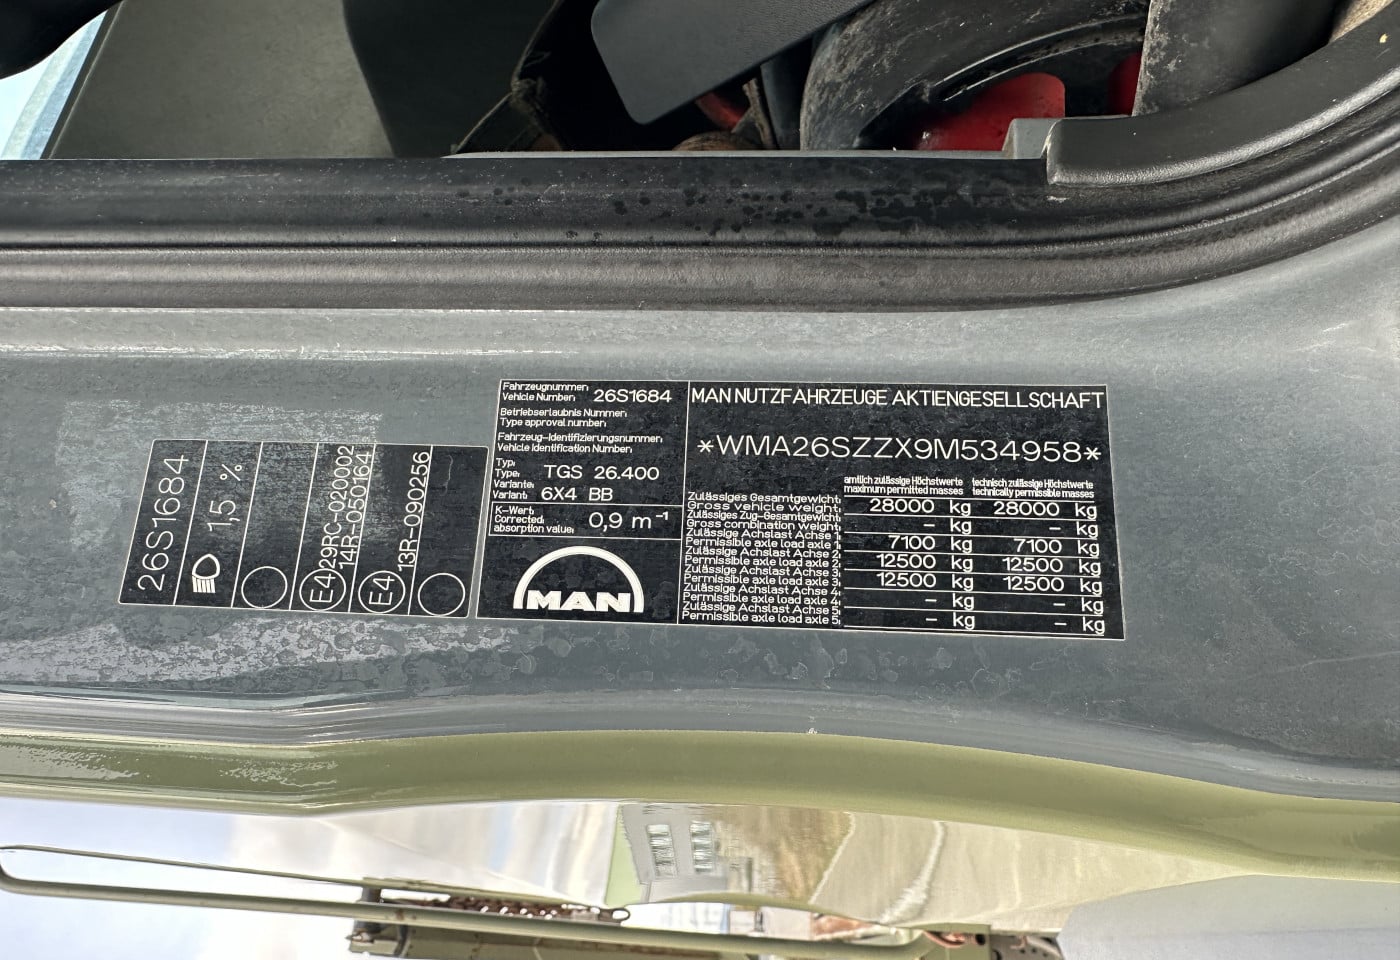 26S1684
1,5 %
E4
29RC-020002
14R-050164
E4
13R-090256
Fahrzeugnummer:
Vehicle Number: 26S1684
Betriebserlaubnis Nummer:
Type approval number:
Fahrzeug-Identifizierungsnummer:
Vehicle Identification Number:
Typ:
Type: TGS 26.400
Variante:
Variant: 6X4 BB
K-Wert:
Corrected:
absorption value: 0,9 m⁻¹
MAN
MAN NUTZFAHRZEUGE AKTIENGESELLSCHAFT
*WMA26SZZX9M534958*
amtlich zulässige Höchstwerte technisch zulässige Höchstwerte
maximum permitted masses technically permissible masses
Zulässiges Gesamtgewicht:
Gross vehicle weight: 28000 kg 28000 kg
Zulässiges Zug-Gesamtgewicht:
Gross combination weight: – kg – kg
Zulässige Achslast Achse 1:
Permissible axle load axle 1: 7100 kg 7100 kg
Zulässige Achslast Achse 2:
Permissible axle load axle 2: 12500 kg 12500 kg
Zulässige Achslast Achse 3:
Permissible axle load axle 3: 12500 kg 12500 kg
Zulässige Achslast Achse 4:
Permissible axle load axle 4: – kg – kg
Zulässige Achslast Achse 5:
Permissible axle load axle 5: – kg – kg